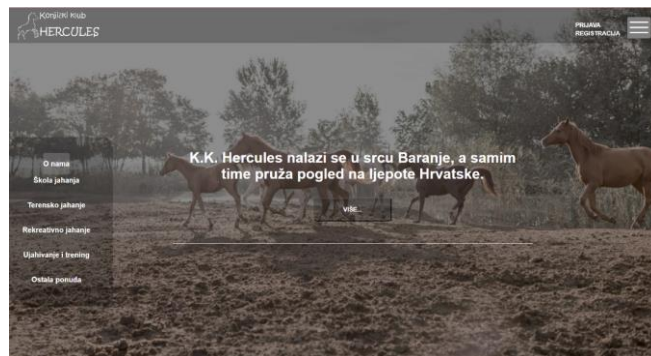 Konjički klub
HERCULES
PRIJAVA
REGISTRACIJA
O nama
Škola jahanja
Terensko jahanje
Rekreativno jahanje
Ujahivanje i trening
Ostala ponuda
K.K. Hercules nalazi se u srcu Baranje, a samim
time pruža pogled na ljepote Hrvatske.
VIŠE...